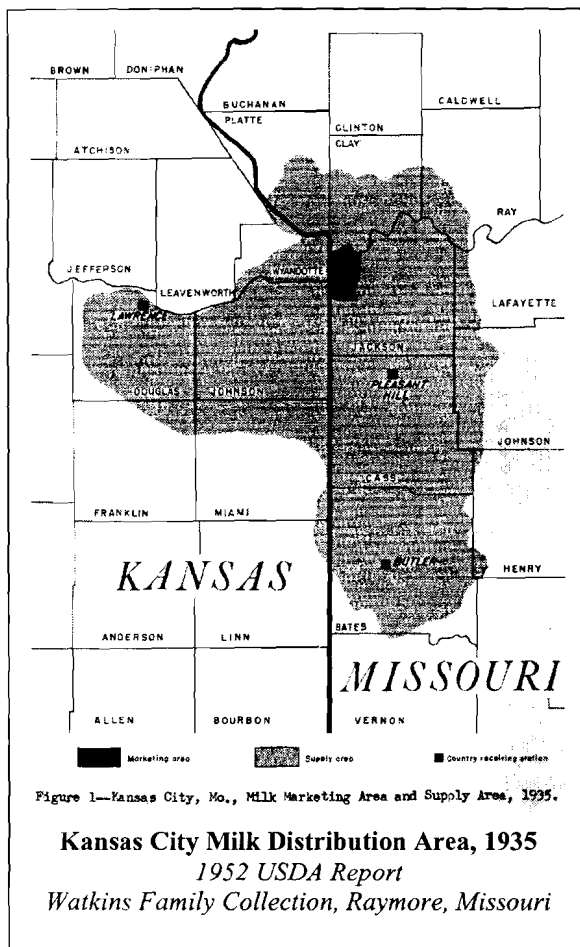 BROWN DONIPHAN
BUCHANAN
PLATTE
CALDWELL
CLINTON
CLAY
ATCHISON
RAY
JEFFERSON
LEAVENWORTH
WYANDOTTE
LAWRENCE
LAFAYETTE
JACKSON
PLEASANT
HILL
DOUGLAS JOHNSON
JOHNSON
CASS
FRANKLIN MIAMI
KANSAS
BUTLER
HENRY
BATES
ANDERSON LINN
MISSOURI
ALLEN BOURBON VERNON
Marketing area Supply area Country receiving station
Figure 1—Kansas City, Mo., Milk Marketing Area and Supply Area, 1935.
Kansas City Milk Distribution Area, 1935
1952 USDA Report
Watkins Family Collection, Raymore, Missouri